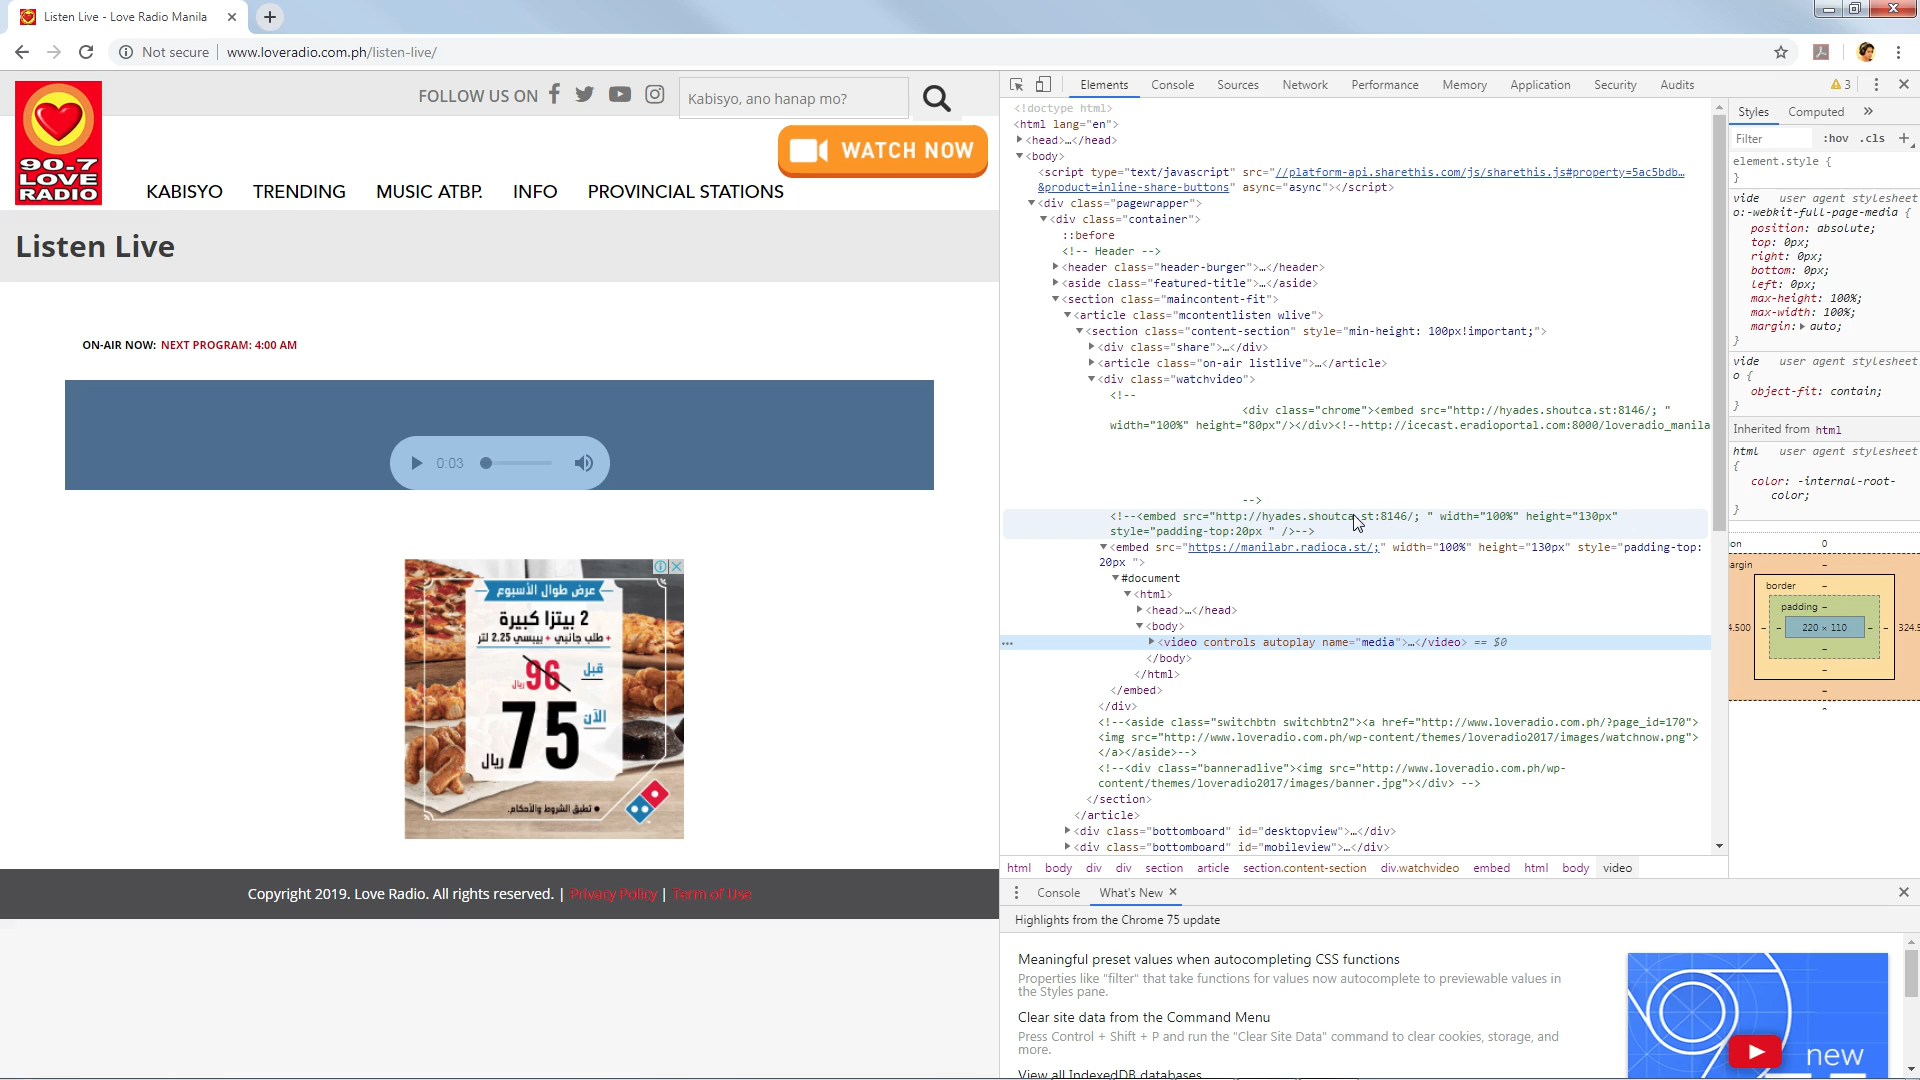 Listen Live - Love Radio Manila
Not secure
www.loveradio.com.ph/listen-live/
FOLLOW US ON
Kabisyo, ano hanap mo?
WATCH NOW
90.7
LOVE
RADIO
KABISYO TRENDING MUSIC ATBP. INFO PROVINCIAL STATIONS
Listen Live
ON-AIR NOW: NEXT PROGRAM: 4:00 AM
0:03
عرض طوال الأسبوع
2 بيتزا كبيرة
+ طلب جانبي + بيبسي 2.25 لتر
قبل
96 ريال
الآن
75
ريال
• تطبق الشروط والأحكام.
Copyright 2019. Love Radio. All rights reserved. | Privacy Policy | Term of Use
Elements Console Sources Network Performance Memory Application Security Audits 3
<!doctype html>
<html lang="en">
<head>…</head>
<body>
<script type="text/javascript" src="//platform-api.sharethis.com/js/sharethis.js#property=5ac5bdb…
&product=inline-share-buttons" async="async"></script>
<div class="pagewrapper">
<div class="container">
::before
<!-- Header -->
<header class="header-burger">…</header>
<aside class="featured-title">…</aside>
<section class="maincontent-fit">
<article class="mcontentlisten wlive">
<section class="content-section" style="min-height: 100px!important;">
<div class="share">…</div>
<article class="on-air listlive">…</article>
<div class="watchvideo">
<!--
<div class="chrome"><embed src="http://hyades.shoutca.st:8146/; "
width="100%" height="80px"/></div><!--http://icecast.eradioportal.com:8000/loveradio_manila
-->
<!--<embed src="http://hyades.shoutca.st:8146/; " width="100%" height="130px"
style="padding-top:20px " />-->
<embed src="https://manilabr.radioca.st/;" width="100%" height="130px" style="padding-top:
20px ">
#document
<html>
<head>…</head>
<body>
… <video controls autoplay name="media">…</video> == $0
</body>
</html>
</embed>
</div>
<!--<aside class="switchbtn switchbtn2"><a href="http://www.loveradio.com.ph/?page_id=170">
<img src="http://www.loveradio.com.ph/wp-content/themes/loveradio2017/images/watchnow.png">
</a></aside>-->
<!--<div class="banneradlive"><img src="http://www.loveradio.com.ph/wp-
content/themes/loveradio2017/images/banner.jpg"></div> -->
</section>
</article>
<div class="bottomboard" id="desktopview">…</div>
<div class="bottomboard" id="mobileview">…</div>
html body div div section article section.content-section div.watchvideo embed html body video
Styles Computed »
Filter :hov .cls +
element.style {
}
vide user agent stylesheet
o:-webkit-full-page-media {
position: absolute;
top: 0px;
right: 0px;
bottom: 0px;
left: 0px;
max-height: 100%;
max-width: 100%;
margin: auto;
}
vide user agent stylesheet
o {
object-fit: contain;
}
Inherited from html
html user agent stylesheet
{
color: -internal-root-
color;
}
on 0
argin –
border –
padding –
4.500 – – 220 × 110 – – 324.5
–
–
Console What's New
Highlights from the Chrome 75 update
Meaningful preset values when autocompleting CSS functions
Properties like "filter" that take functions for values now autocomplete to previewable values in
the Styles pane.
Clear site data from the Command Menu
Press Control + Shift + P and run the "Clear Site Data" command to clear cookies, storage, and
more.
View all IndexedDB databases
new